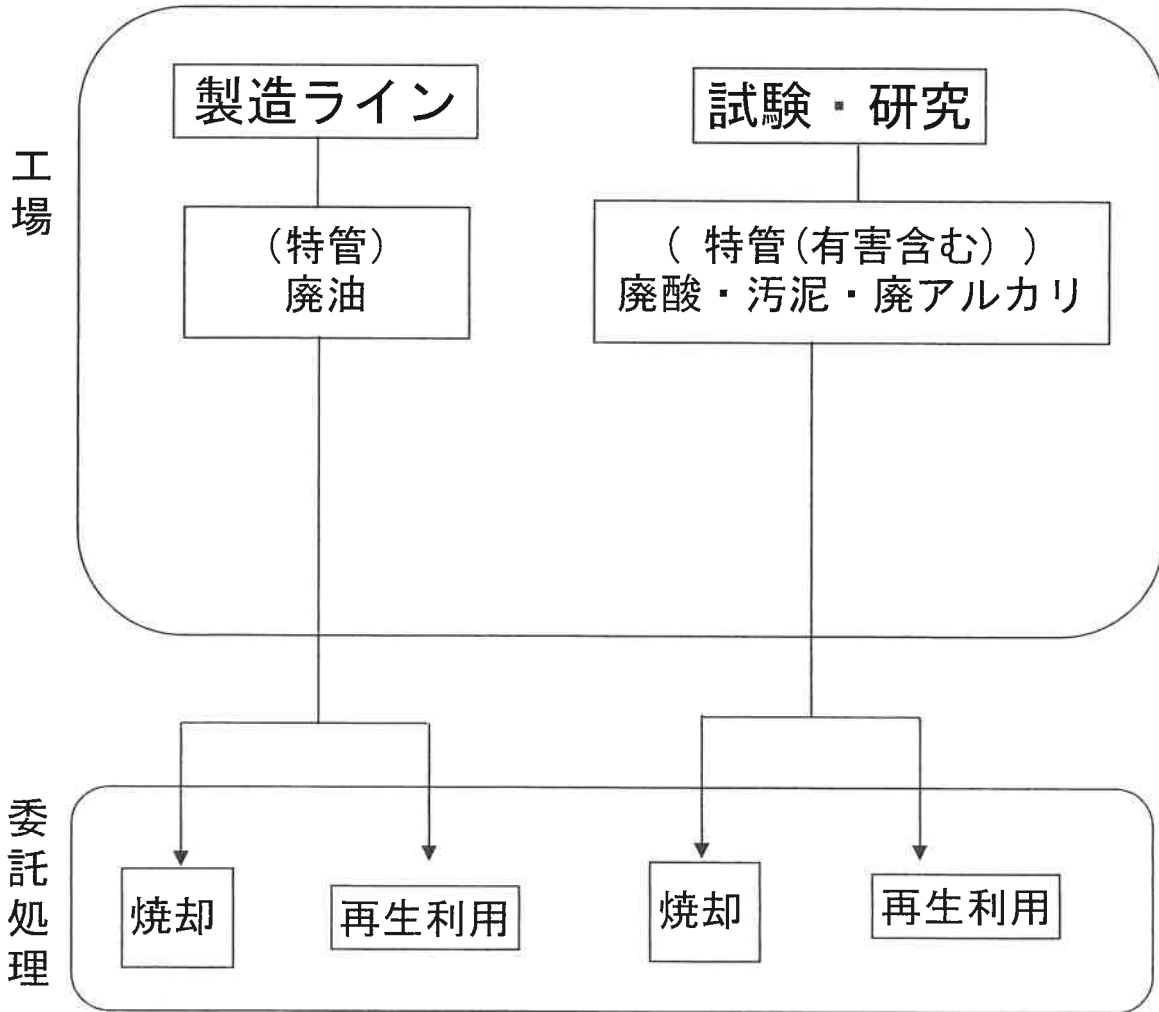 工場
製造ライン
試験・研究
(特管)
廃油
( 特管(有害含む) )
廃酸・汚泥・廃アルカリ
委託処理
焼却
再生利用
焼却
再生利用